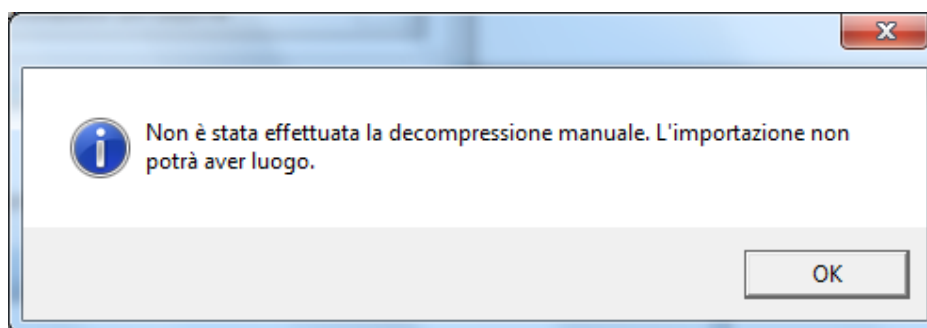 Non è stata effettuata la decompressione manuale. L'importazione non
potrà aver luogo.
OK